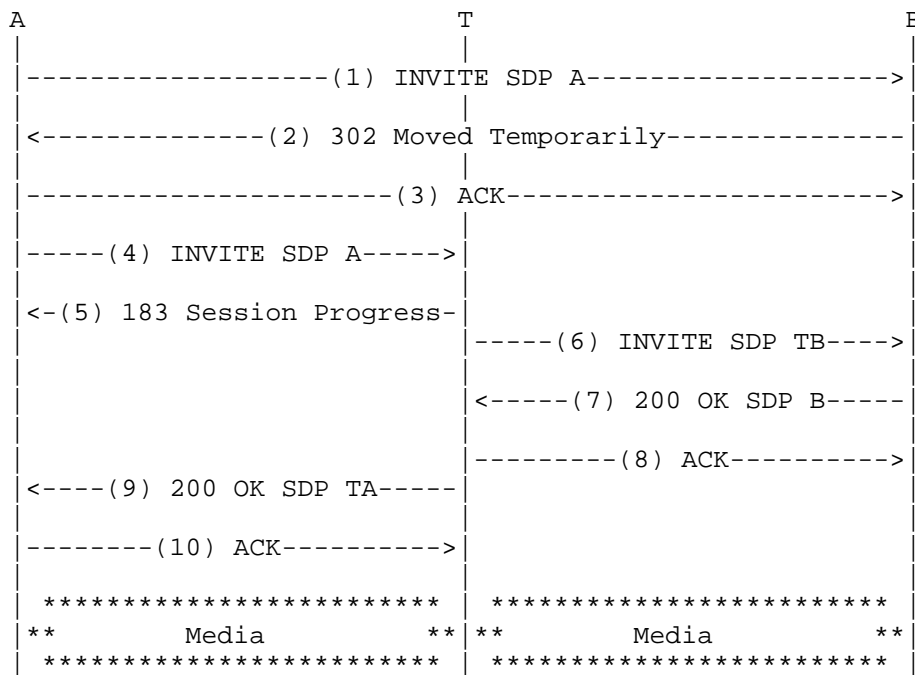 A T B
|-------------------(1) INVITE SDP A------------------->|
|<--------------(2) 302 Moved Temporarily---------------|
|-----------------------(3) ACK------------------------>|
|-----(4) INVITE SDP A----->|
|<-(5) 183 Session Progress-|
|-----(6) INVITE SDP TB---->|
|<-----(7) 200 OK SDP B-----|
|---------(8) ACK---------->|
|<----(9) 200 OK SDP TA-----|
|--------(10) ACK---------->|
| ************************* | ************************* |
|** Media **|** Media **|
| ************************* | ************************* |